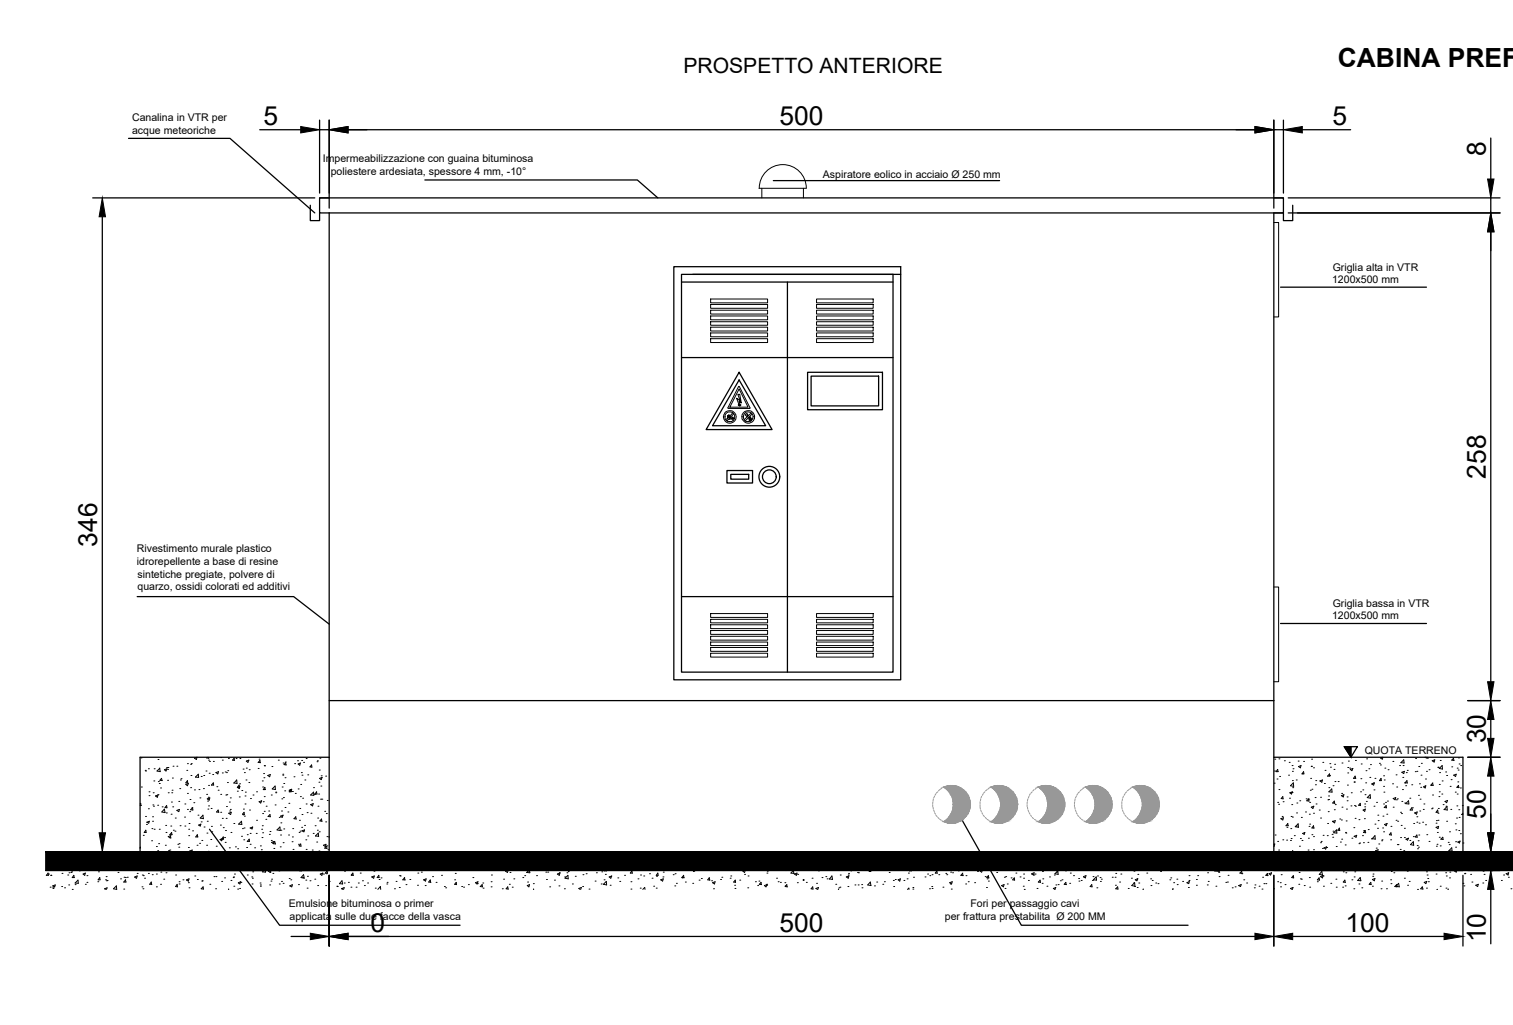 PROSPETTO ANTERIORE
CABINA PREF
Canalina in VTR per
acque meteoriche
5
500
5
8
Impermeabilizzazione con guaina bituminosa
poliestere ardesiata, spessore 4 mm, -10°
Aspiratore eolico in acciaio Ø 250 mm
Griglia alta in VTR
1200x500 mm
258
346
Rivestimento murale plastico
idrorepellente a base di resine
sintetiche pregiate, polvere di
quarzo, ossidi colorati ed additivi
Griglia bassa in VTR
1200x500 mm
30
QUOTA TERRENO
50
Emulsione bituminosa o primer
applicata sulle due facce della vasca
Fori per passaggio cavi
per frattura prestabilita Ø 200 MM
0
500
100
10